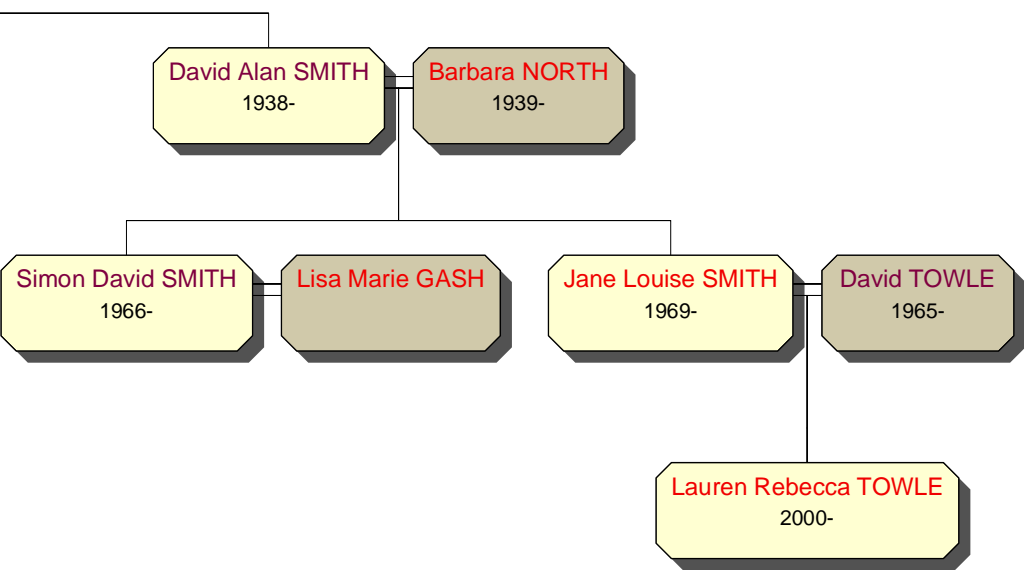 David Alan SMITH
1938-
Barbara NORTH
1939-
Simon David SMITH
1966-
Lisa Marie GASH
Jane Louise SMITH
1969-
David TOWLE
1965-
Lauren Rebecca TOWLE
2000-